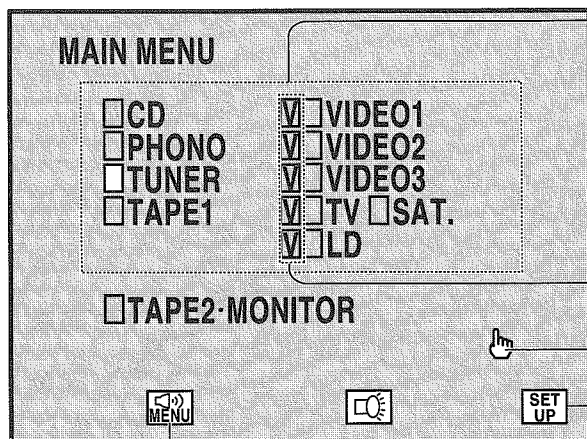 MAIN MENU
CD
PHONO
TUNER
TAPE1
V VIDEO1
V VIDEO2
V VIDEO3
V TV SAT.
V LD
TAPE2·MONITOR
MENU
SET UP